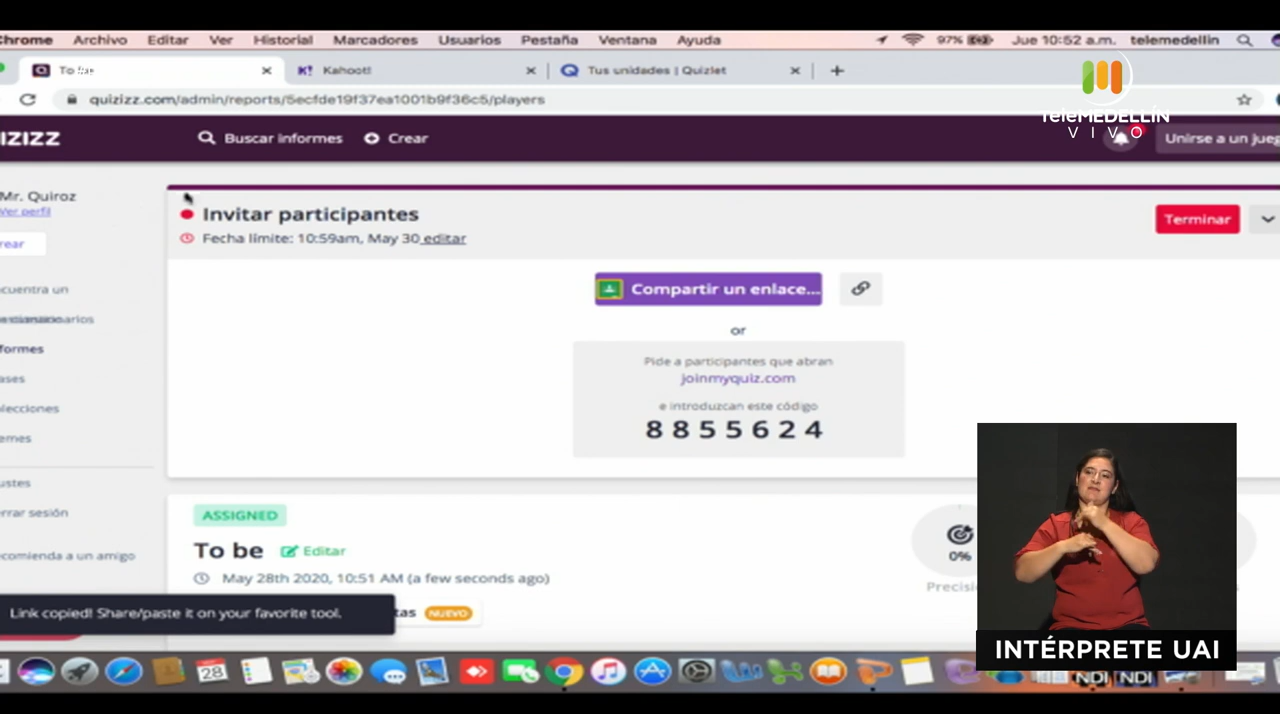 Chrome Archivo Editar Ver Historial Marcadores Usuarios Pestaña Ventana Ayuda 97% Jue 10:52 a.m. telemedellin
Kahoot! Tus unidades | Quizlet
quizizz.com/admin/reports/5ecfde19f37ea1001b9f36c5/players
teleMEDELLÍN
VIVO
IZIZZ Buscar informes Crear Unirse a un jueg
Mr. Quiroz
Ver perfil
rear
Invitar participantes
Terminar
Fecha límite: 10:59am, May 30 editar
Compartir un enlace...
or
Pide a participantes que abran
joinmyquiz.com
e introduzcan este código
8855624
cuentra un
formes
ases
lecciones
emes
ustes
rrar sesión
comienda a un amigo
ASSIGNED
To be Editar
May 28th 2020, 10:51 AM (a few seconds ago)
0%
Precisi
tas NUEVO
Link copied! Share/paste it on your favorite tool.
INTÉRPRETE UAI
28
NDI NDI